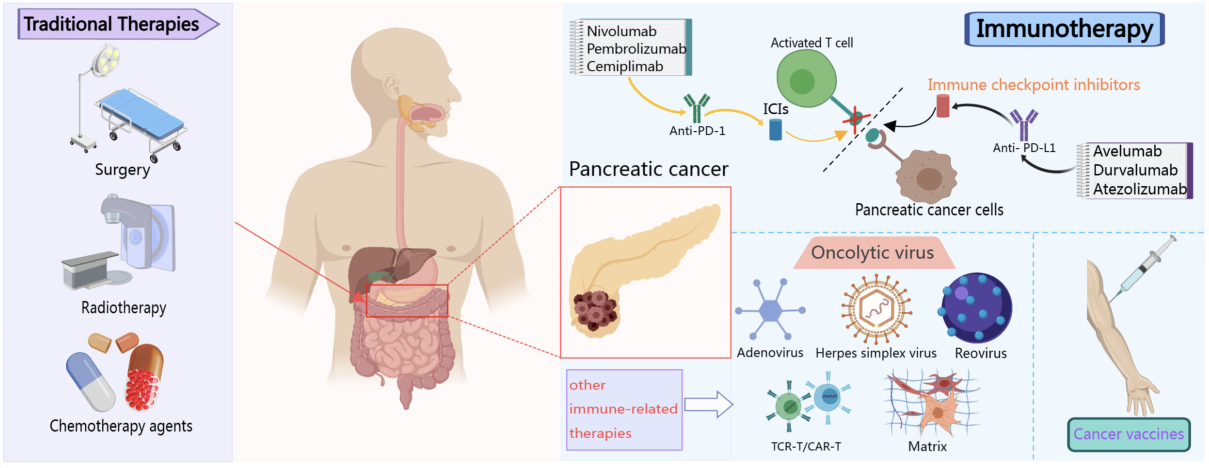 Traditional Therapies
Surgery
Radiotherapy
Chemotherapy agents
Pancreatic cancer
Immunotherapy
Nivolumab
Pembrolizumab
Cemiplimab
Anti-PD-1
ICIs
Activated T cell
Immune checkpoint inhibitors
Anti- PD-L1
Avelumab
Durvalumab
Atezolizumab
Pancreatic cancer cells
Oncolytic virus
Adenovirus
Herpes simplex virus
Reovirus
other
immune-related
therapies
TCR-T/CAR-T
Matrix
Cancer vaccines